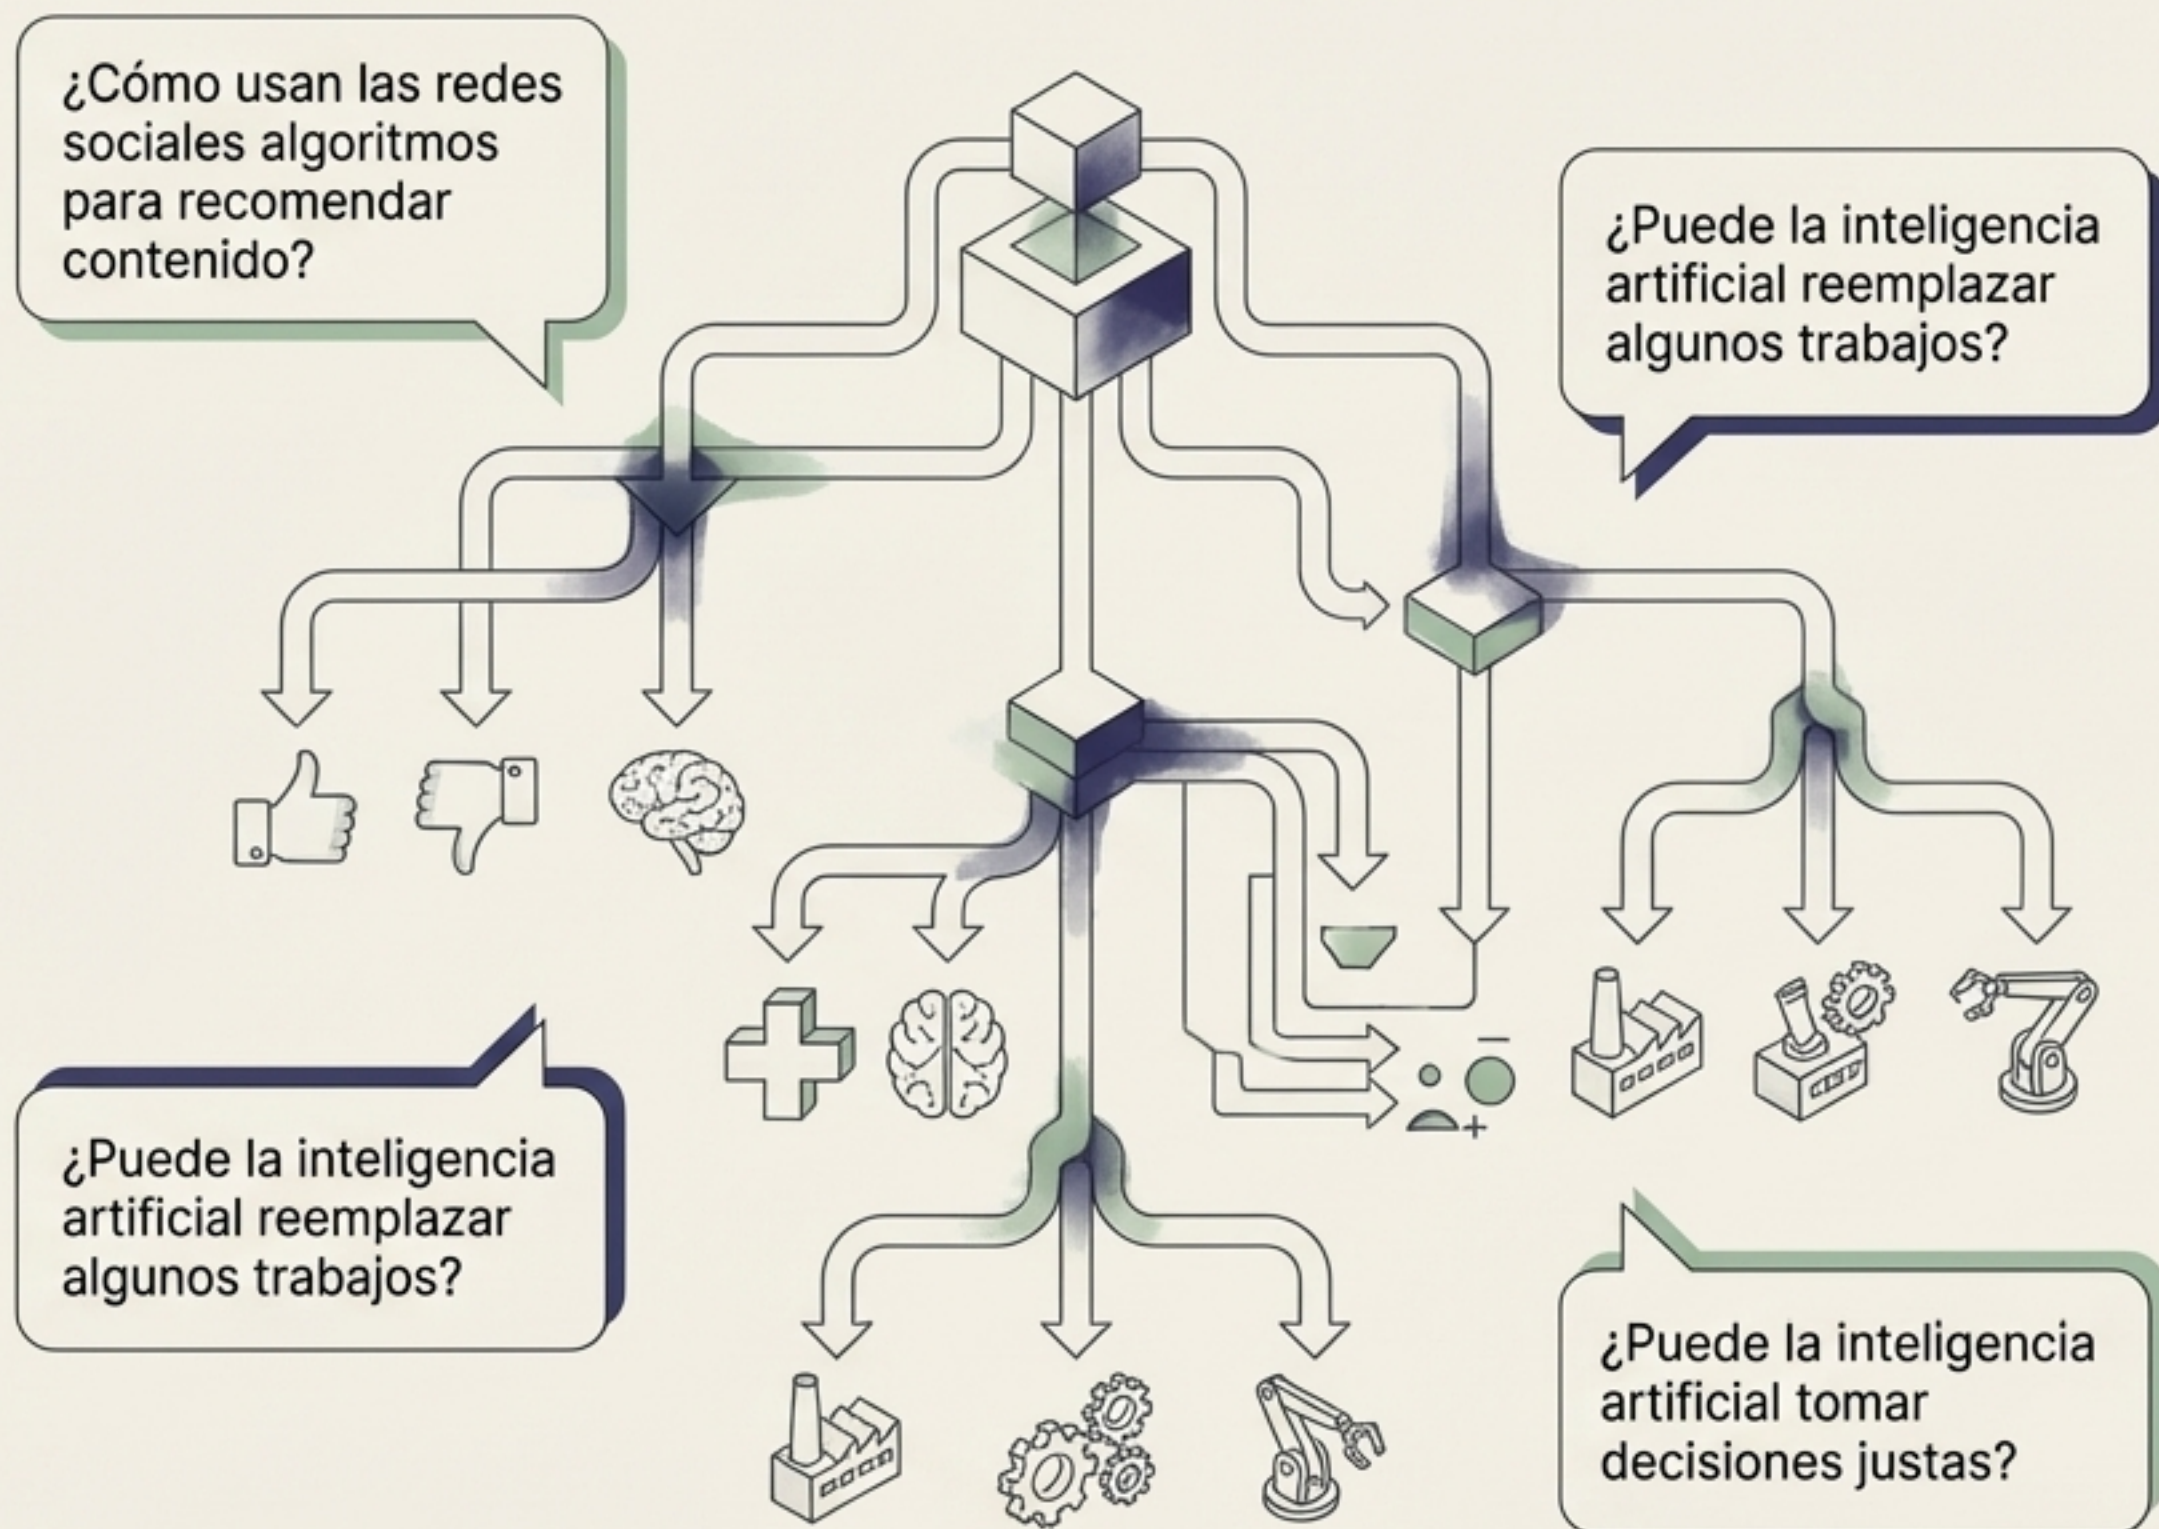 ¿Cómo usan las redes
sociales algoritmos
para recomendar
contenido?
¿Puede la inteligencia
artificial reemplazar
algunos trabajos?
¿Puede la inteligencia
artificial reemplazar
algunos trabajos?
¿Puede la inteligencia
artificial tomar
decisiones justas?